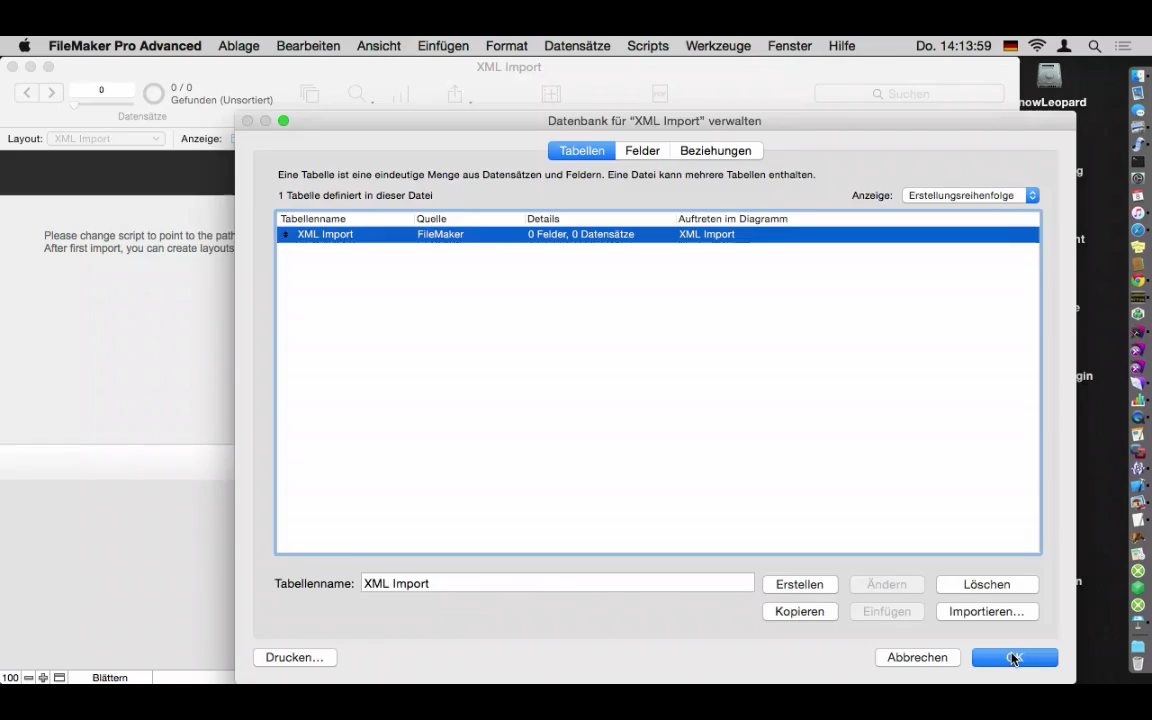 FileMaker Pro Advanced Ablage Bearbeiten Ansicht Einfügen Format Datensätze Scripts Werkzeuge Fenster Hilfe Do. 14:13:59
XML Import
0
0 / 0
Gefunden (Unsortiert)
Datensätze
Suchen
Layout: XML Import Anzeige:
Datenbank für “XML Import” verwalten
Tabellen Felder Beziehungen
Eine Tabelle ist eine eindeutige Menge aus Datensätzen und Feldern. Eine Datei kann mehrere Tabellen enthalten.
1 Tabelle definiert in dieser Datei
Anzeige: Erstellungsreihenfolge
Tabellenname Quelle Details Auftreten im Diagramm
XML Import FileMaker 0 Felder, 0 Datensätze XML Import
Please change script to point to the path
After first import, you can create layouts
Tabellenname: XML Import
Erstellen Ändern Löschen
Kopieren Einfügen Importieren...
Drucken... Abbrechen
100 Blättern
nowLeopard